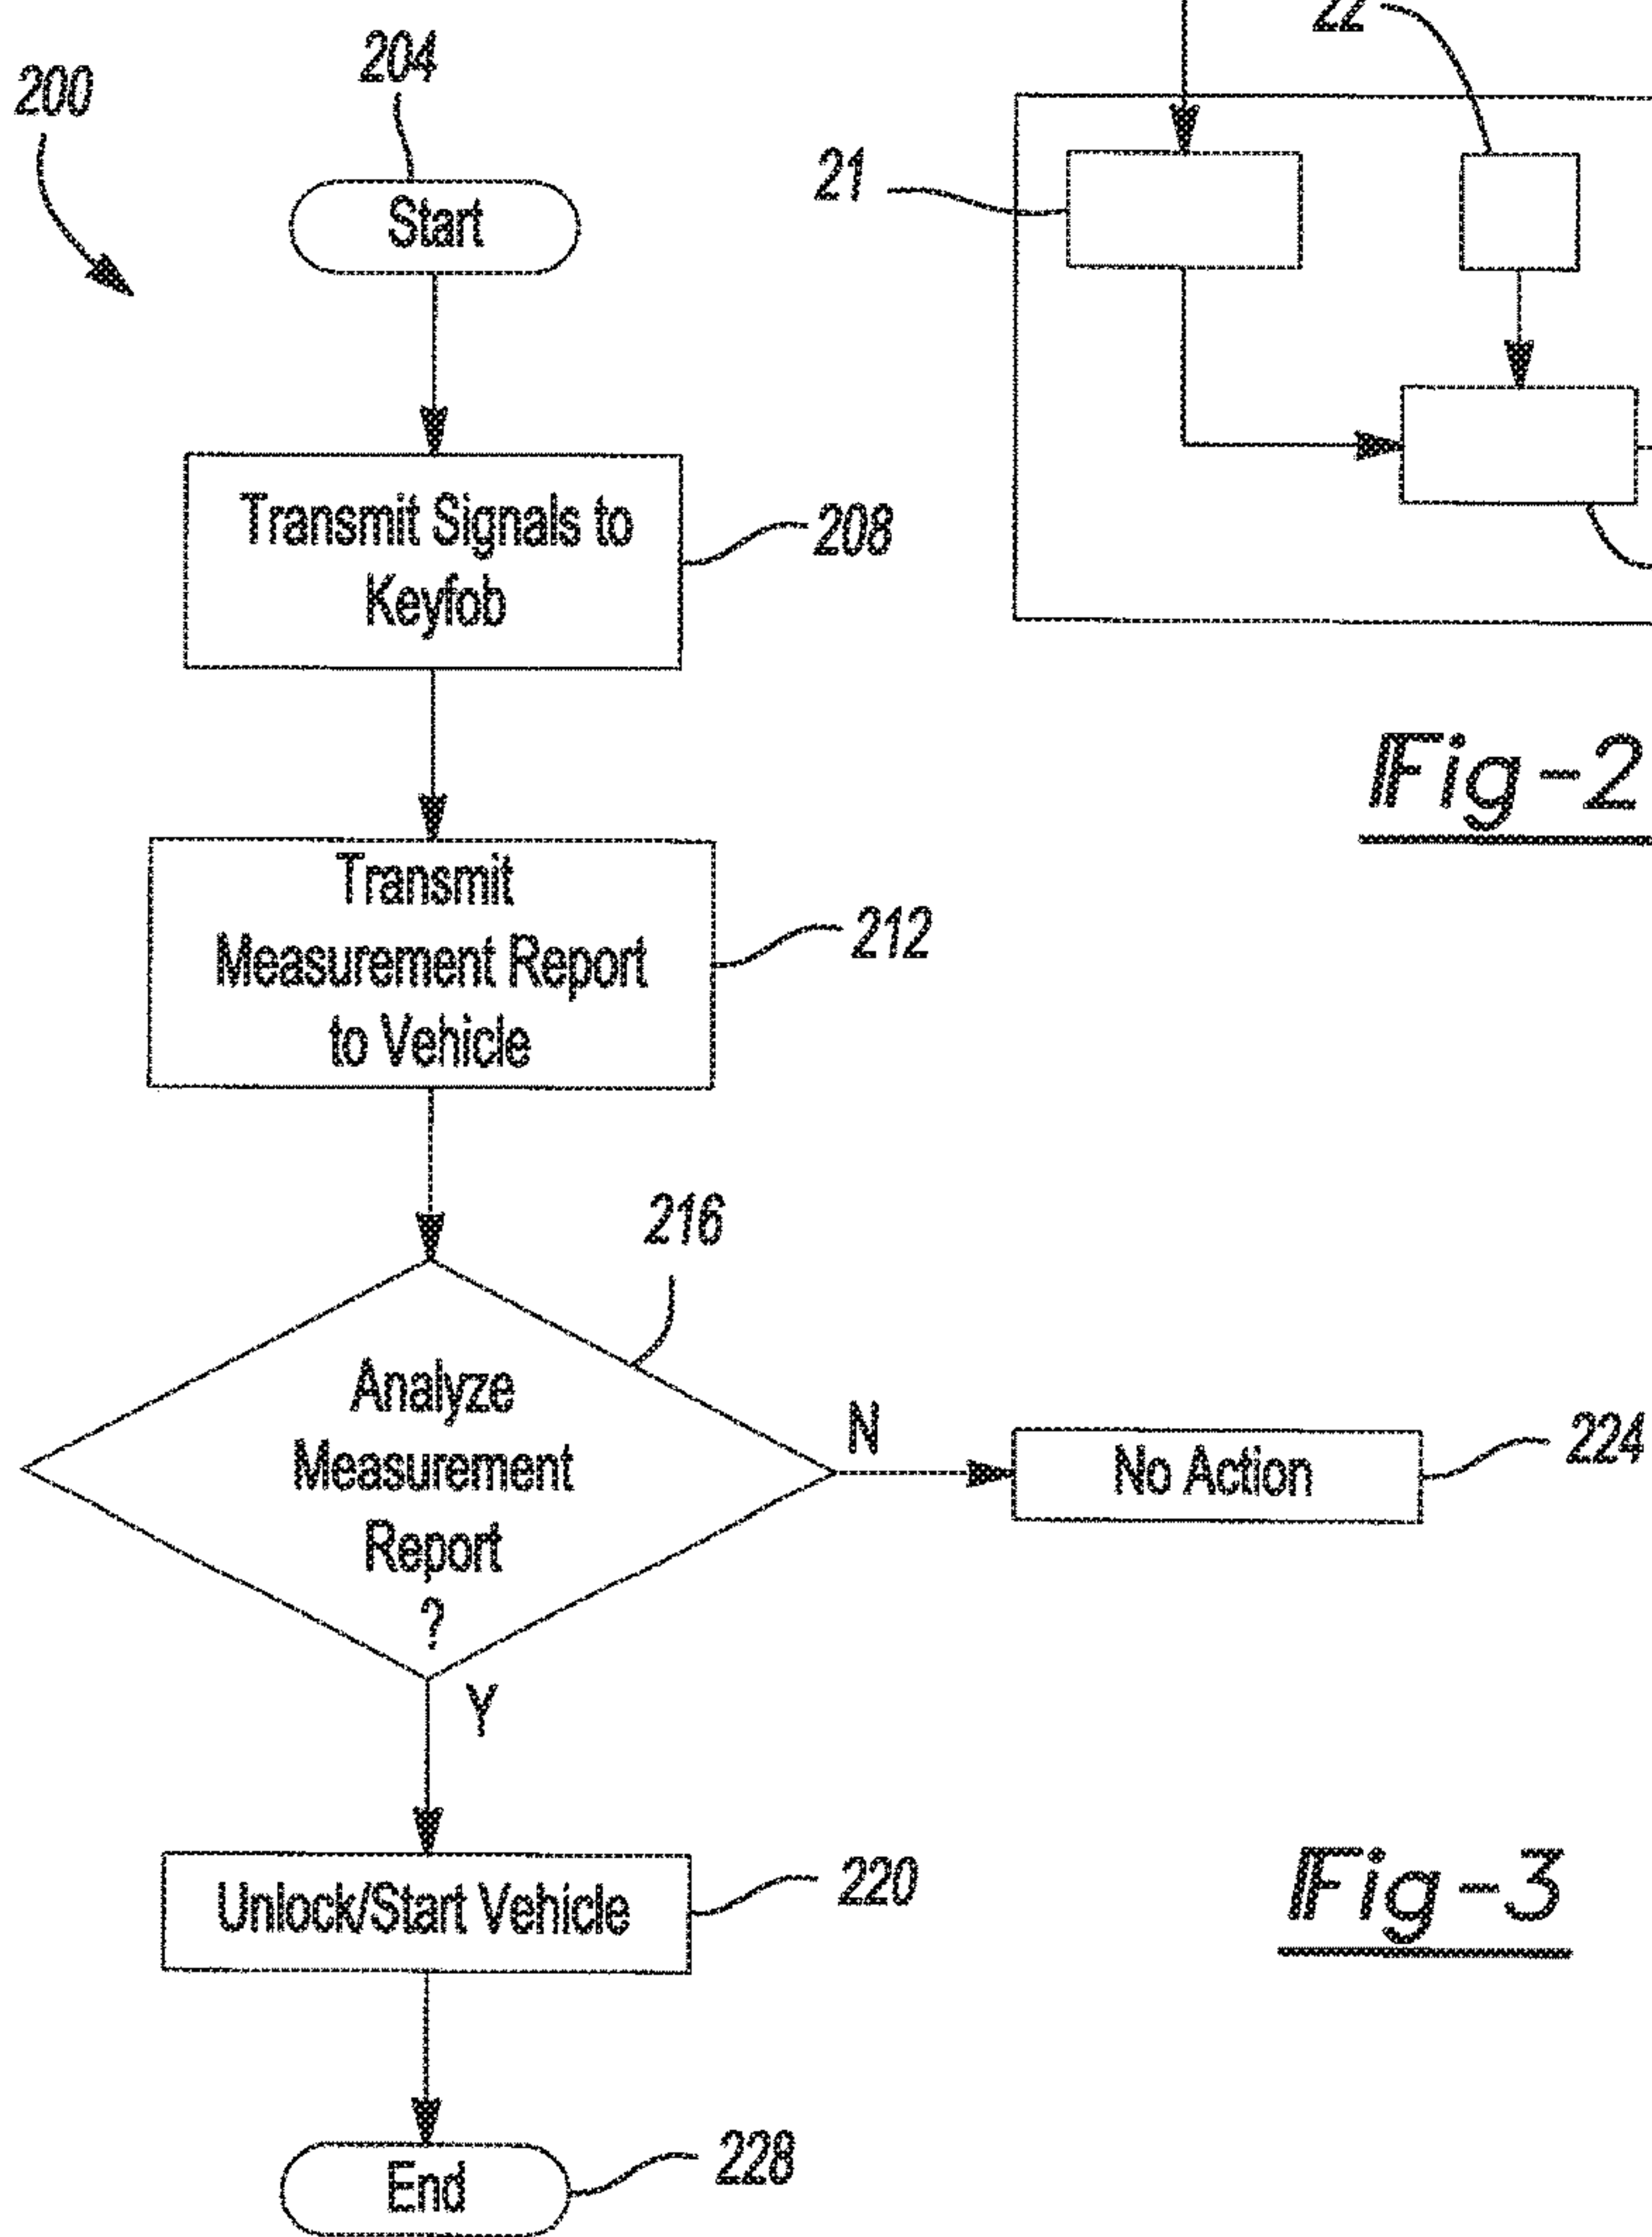 200
204
Start
Transmit Signals to
Keyfob
208
Transmit
Measurement Report
to Vehicle
212
216
Analyze
Measurement
Report
?
N
No Action
224
Y
Unlock/Start Vehicle
220
End
228
22
21
Fig-2
Fig-3